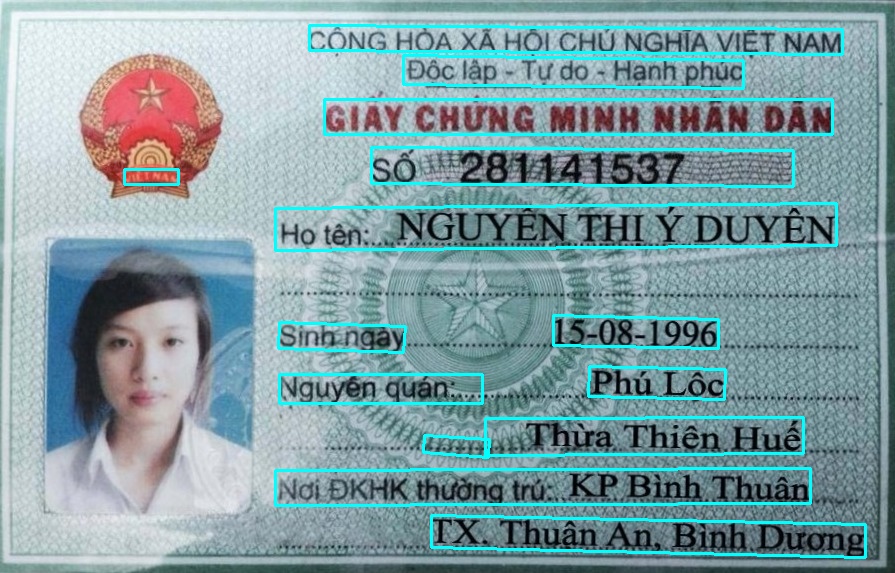 CỘNG HÒA XÃ HỘI CHỦ NGHĨA VIỆT NAM
Độc lập - Tự do - Hạnh phúc
GIẤY CHỨNG MINH NHÂN DÂN
VIỆT NAM
SỐ 281141537
Họ tên: NGUYỄN THỊ Ý DUYÊN
Sinh ngày 15-08-1996
Nguyên quán: Phú Lộc
Thừa Thiên Huế
Nơi ĐKHK thường trú: KP Bình Thuận
TX. Thuận An, Bình Dương